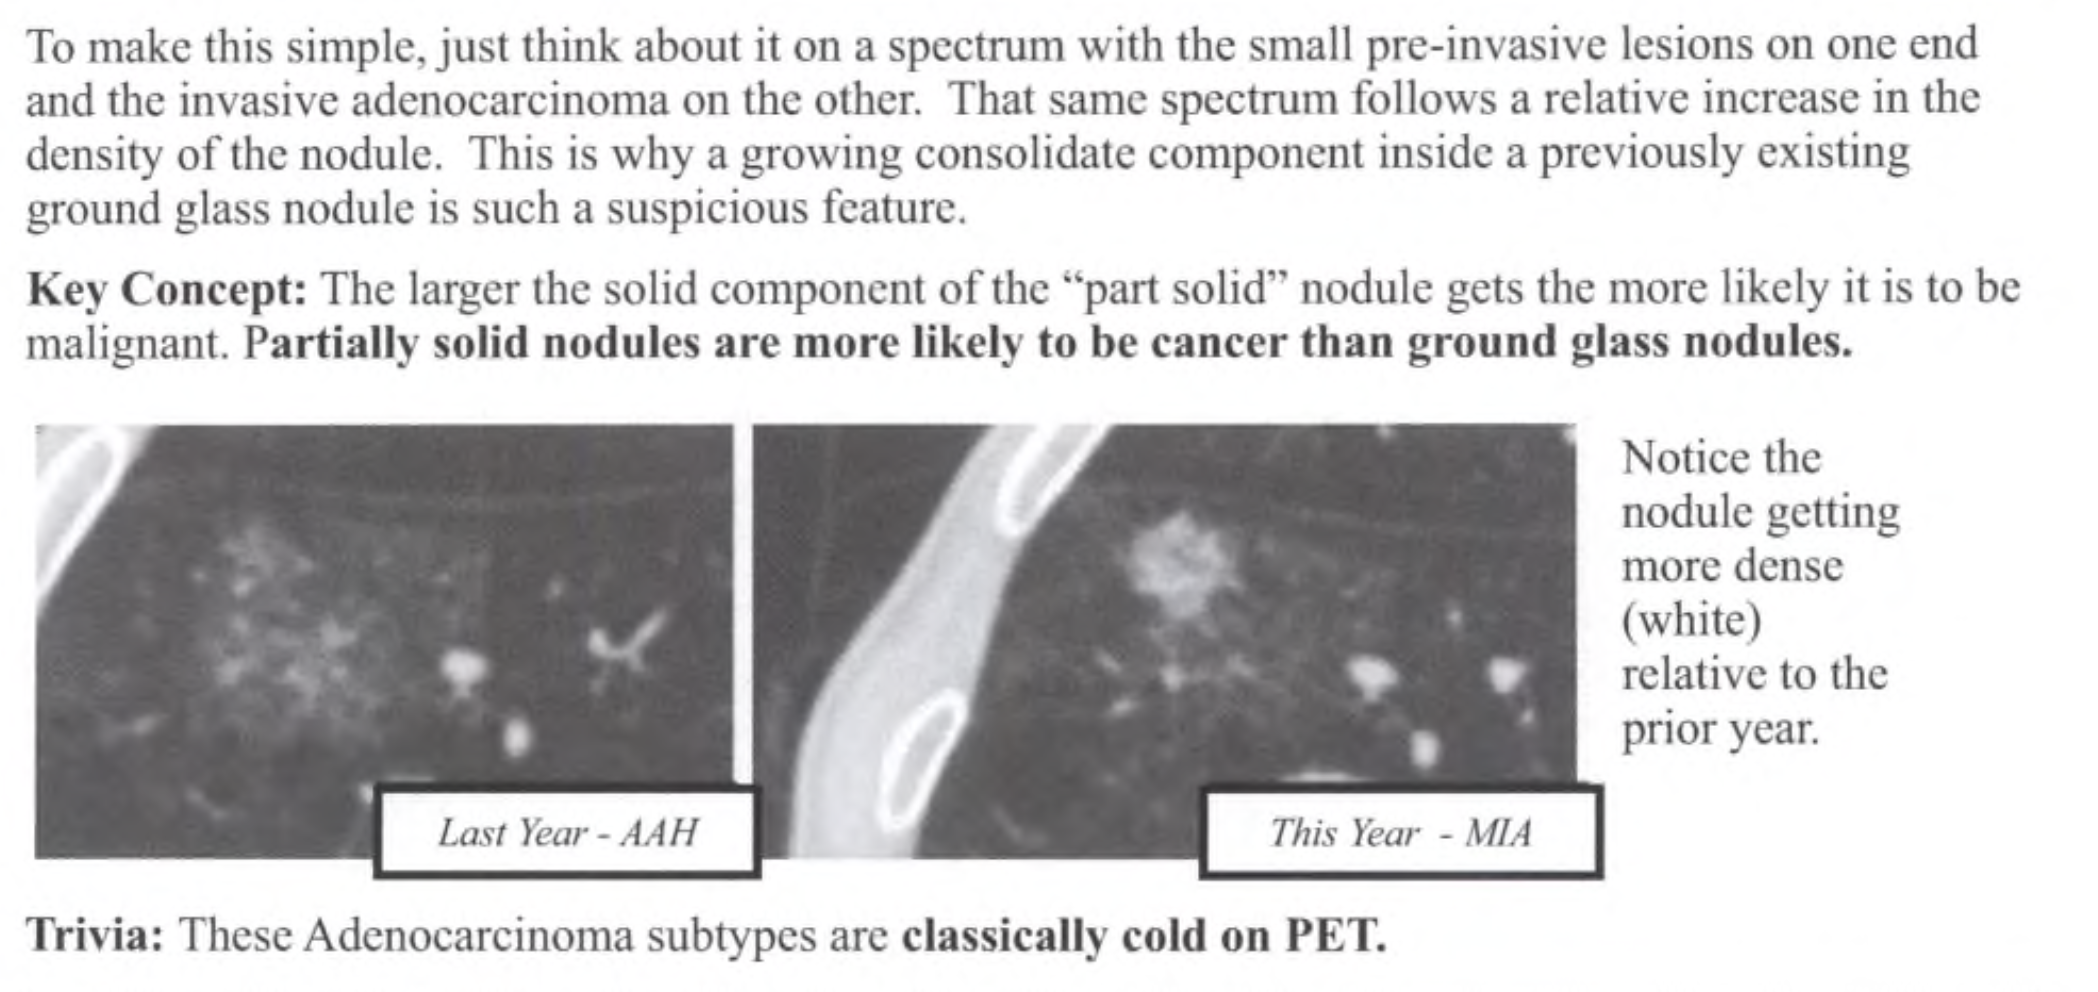 To make this simple, just think about it on a spectrum with the small pre-invasive lesions on one end
and the invasive adenocarcinoma on the other.  That same spectrum follows a relative increase in the
density of the nodule.  This is why a growing consolidate component inside a previously existing
ground glass nodule is such a suspicious feature.
Key Concept: The larger the solid component of the “part solid” nodule gets the more likely it is to be
malignant. Partially solid nodules are more likely to be cancer than ground glass nodules.
Notice the
nodule getting
more dense
(white)
relative to the
prior year.
Last Year - AAH
This Year - MIA
Trivia: These Adenocarcinoma subtypes are classically cold on PET.